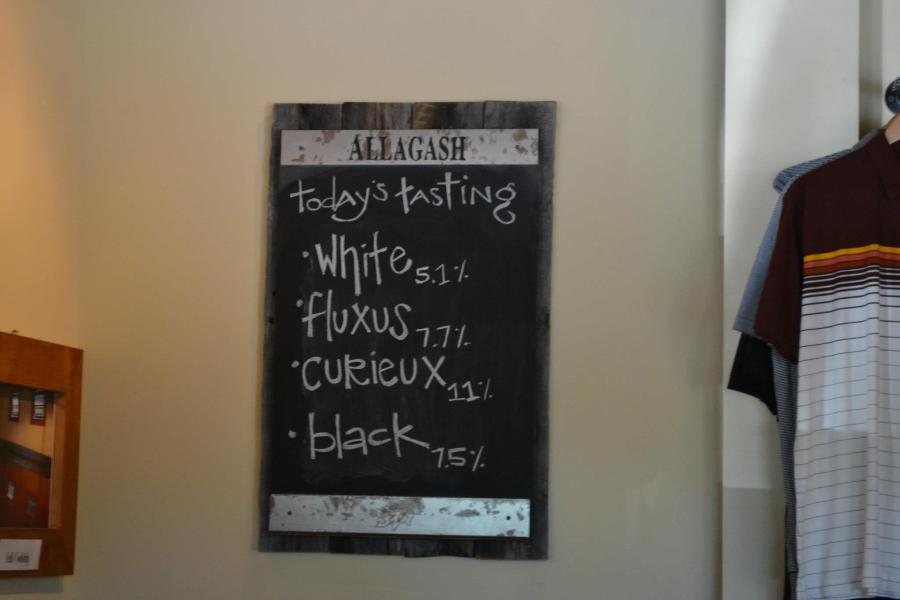 ALLAGASH
today's tasting
• White 5.1%
• fluxus 7.7%
• curieux 11%
• black 7.5%